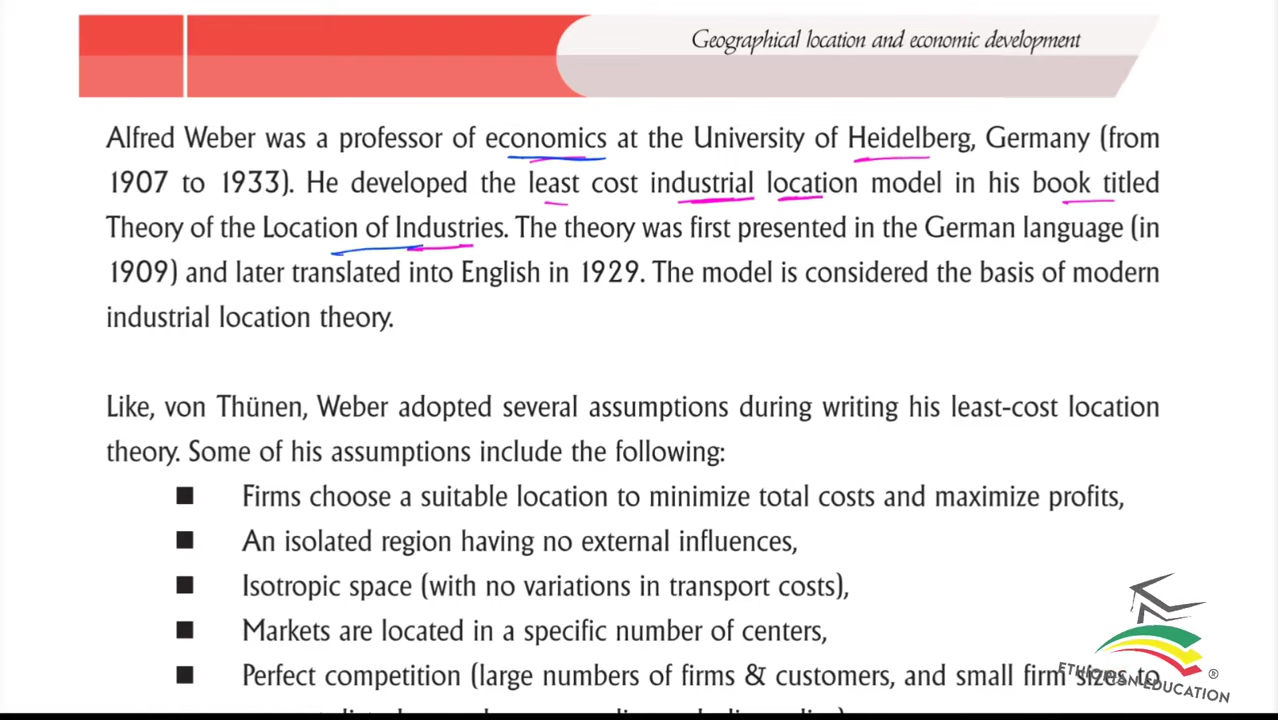 Geographical location and economic development
Alfred Weber was a professor of economics at the University of Heidelberg, Germany (from
1907 to 1933). He developed the least cost industrial location model in his book titled
Theory of the Location of Industries. The theory was first presented in the German language (in
1909) and later translated into English in 1929. The model is considered the basis of modern
industrial location theory.
Like, von Thünen, Weber adopted several assumptions during writing his least-cost location
theory. Some of his assumptions include the following:
■ Firms choose a suitable location to minimize total costs and maximize profits,
■ An isolated region having no external influences,
■ Isotropic space (with no variations in transport costs),
■ Markets are located in a specific number of centers,
■ Perfect competition (large numbers of firms & customers, and small firm sizes to
ETHIOPIAN EDUCATION ®